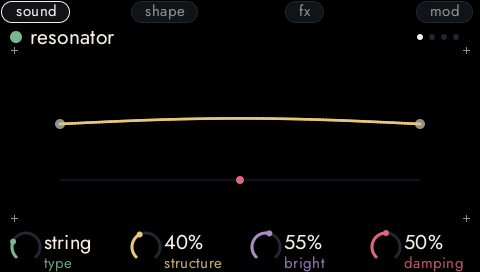 sound shape fx mod
resonator
string 40% 55% 50%
type structure bright damping